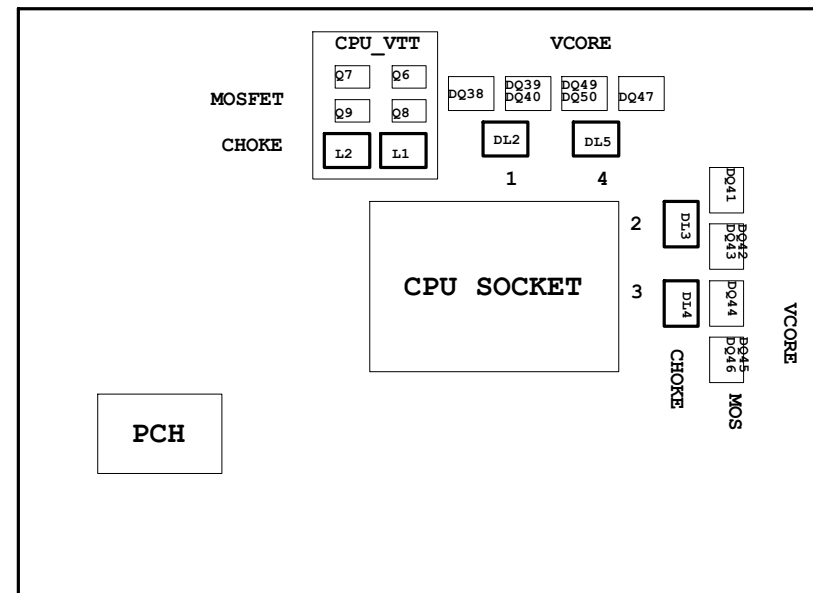 CPU_VTT
VCORE
Q7
Q6
MOSFET
DQ38
DQ39
DQ40
DQ49
DQ50
DQ47
Q9
Q8
CHOKE
L2
L1
DL2
DL5
1
4
DQ41
2
DL3
DQ42
DQ43
CPU SOCKET
3
DL4
DQ44
VCORE
CHOKE
DQ45
DQ46
MOS
PCH